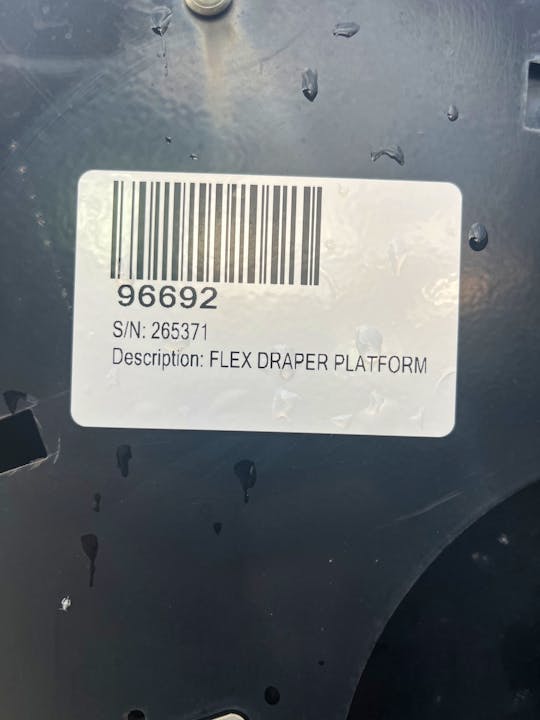 96692
S/N: 265371
Description: FLEX DRAPER PLATFORM